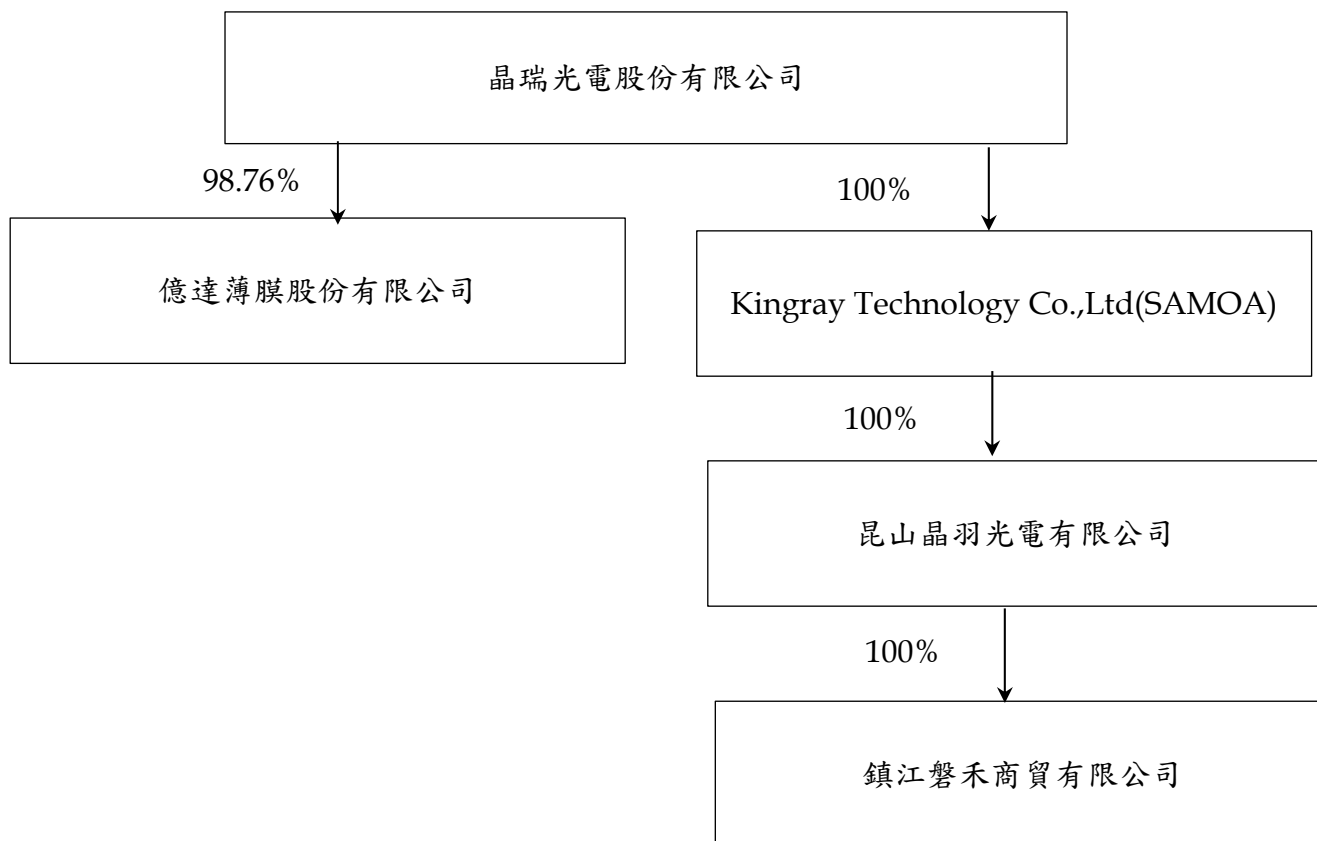 晶瑞光電股份有限公司
98.76%
100%
億達薄膜股份有限公司
Kingray Technology Co.,Ltd(SAMOA)
100%
昆山晶羽光電有限公司
100%
鎮江磐禾商貿有限公司